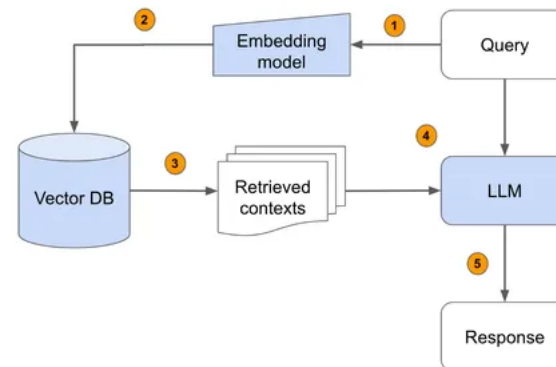 2
Embedding
model
1
Query
Vector DB
3
Retrieved
contexts
4
LLM
5
Response